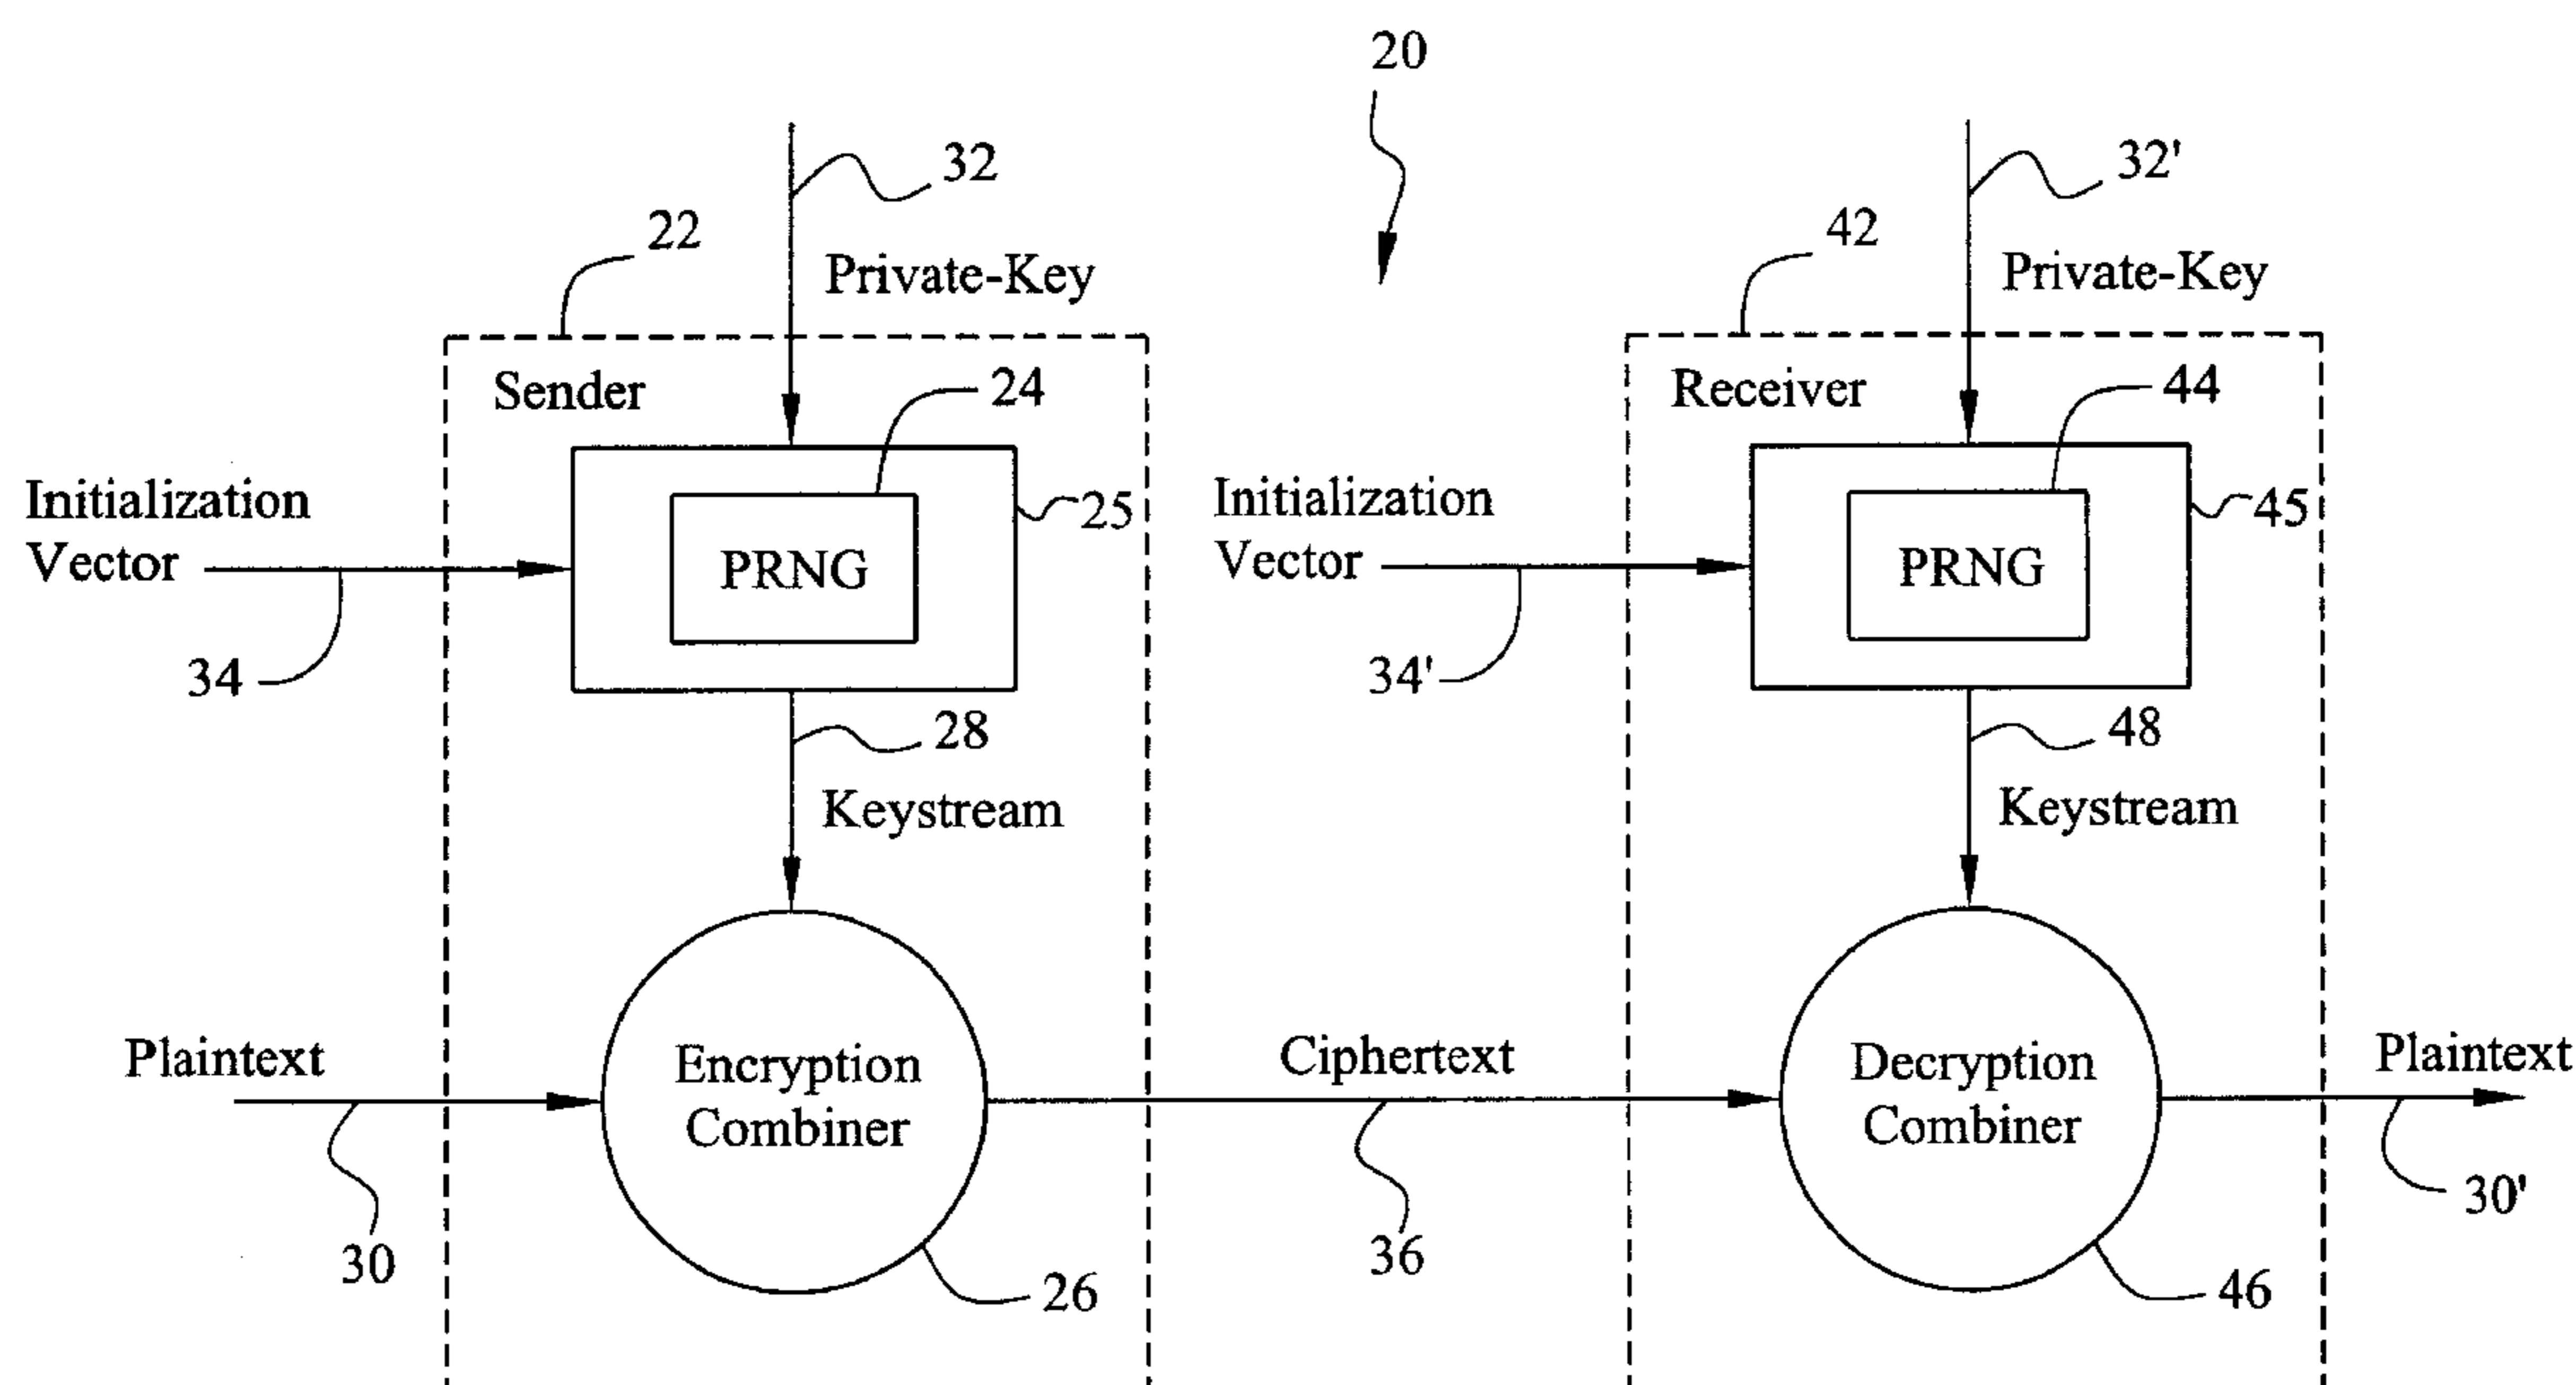 20
32
32'
22
42
Private-Key
Private-Key
Sender
24
Receiver
44
Initialization
Vector
25
Initialization
Vector
45
PRNG
PRNG
34
34'
28
48
Keystream
Keystream
Plaintext
Encryption
Combiner
Ciphertext
Decryption
Combiner
Plaintext
30
26
36
46
30'